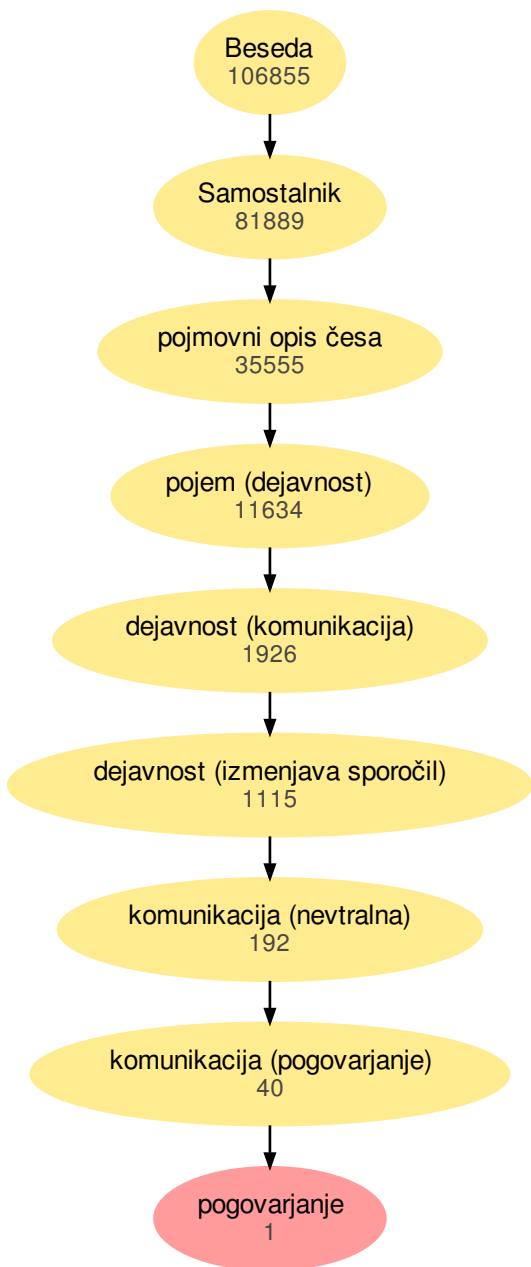 Beseda
106855
Samostalnik
81889
pojmovni opis česa
35555
pojem (dejavnost)
11634
dejavnost (komunikacija)
1926
dejavnost (izmenjava sporočil)
1115
komunikacija (nevtralna)
192
komunikacija (pogovarjanje)
40
pogovarjanje
1